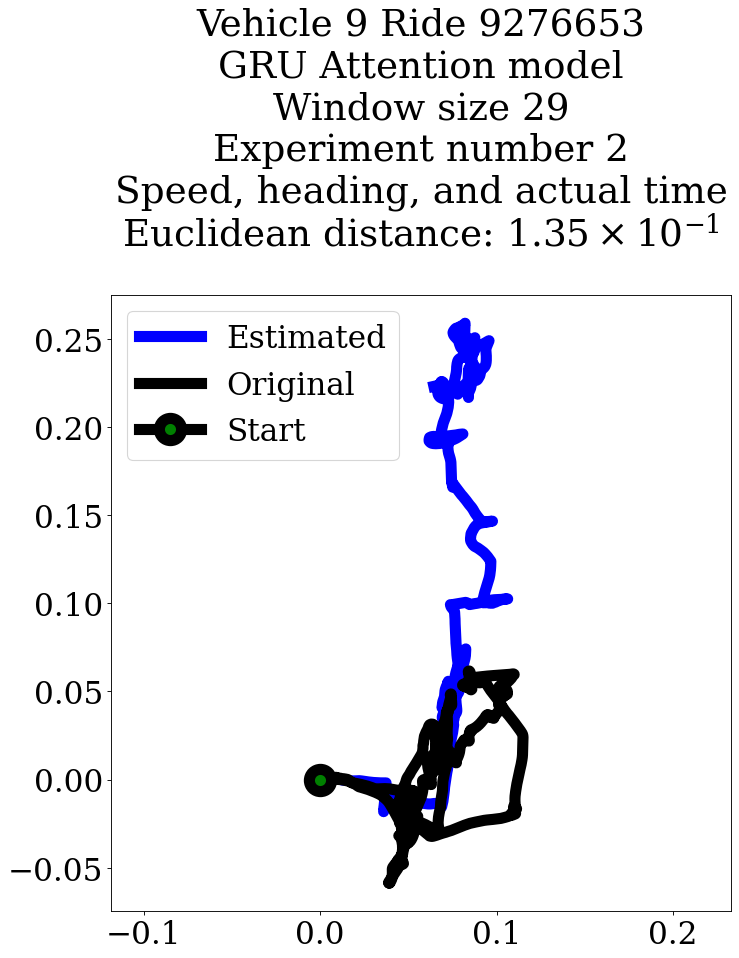 Vehicle 9 Ride 9276653
GRU Attention model
Window size 29
Experiment number 2
Speed, heading, and actual time
Euclidean distance: 1.35 × 10⁻¹
Estimated
Original
Start
0.25
0.20
0.15
0.10
0.05
0.00
−0.05
−0.1
0.0
0.1
0.2